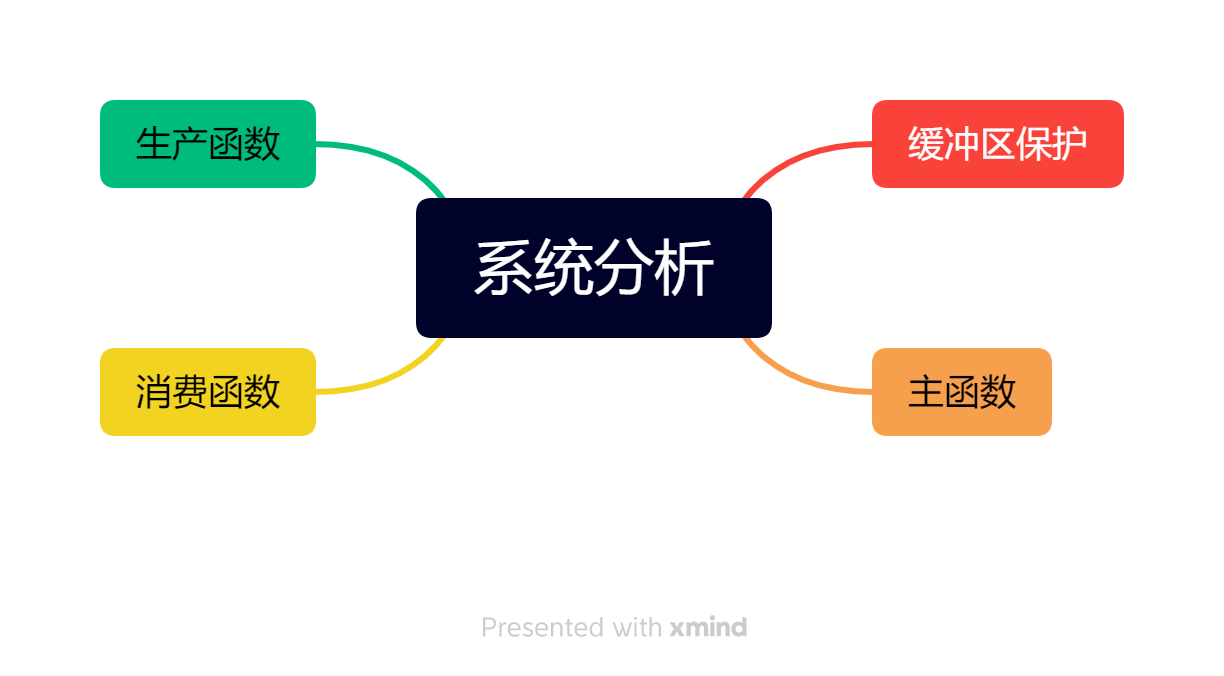 生产函数
缓冲区保护
系统分析
消费函数
主函数
Presented with xmind